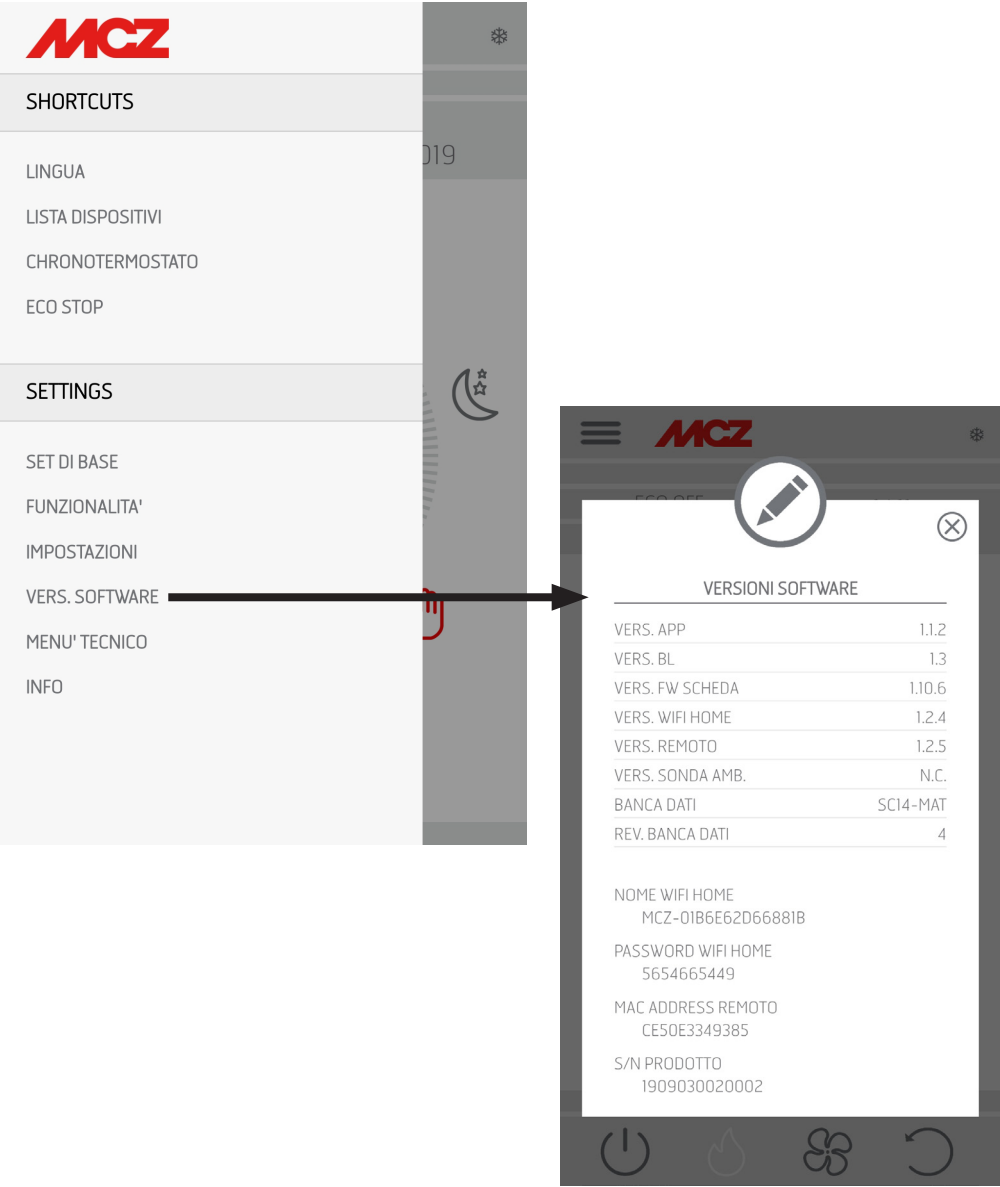 MCZ
SHORTCUTS
019
LINGUA
LISTA DISPOSITIVI
CHRONOTERMOSTATO
ECO STOP
SETTINGS
SET DI BASE
FUNZIONALITA'
IMPOSTAZIONI
VERS. SOFTWARE
MENU' TECNICO
INFO
MCZ
VERSIONI SOFTWARE
VERS. APP 1.1.2
VERS. BL 1.3
VERS. FW SCHEDA 1.10.6
VERS. WIFI HOME 1.2.4
VERS. REMOTO 1.2.5
VERS. SONDA AMB. N.C.
BANCA DATI SC14-MAT
REV. BANCA DATI 4
NOME WIFI HOME
MCZ-01B6E62D66881B
PASSWORD WIFI HOME
5654665449
MAC ADDRESS REMOTO
CE50E3349385
S/N PRODOTTO
1909030020002